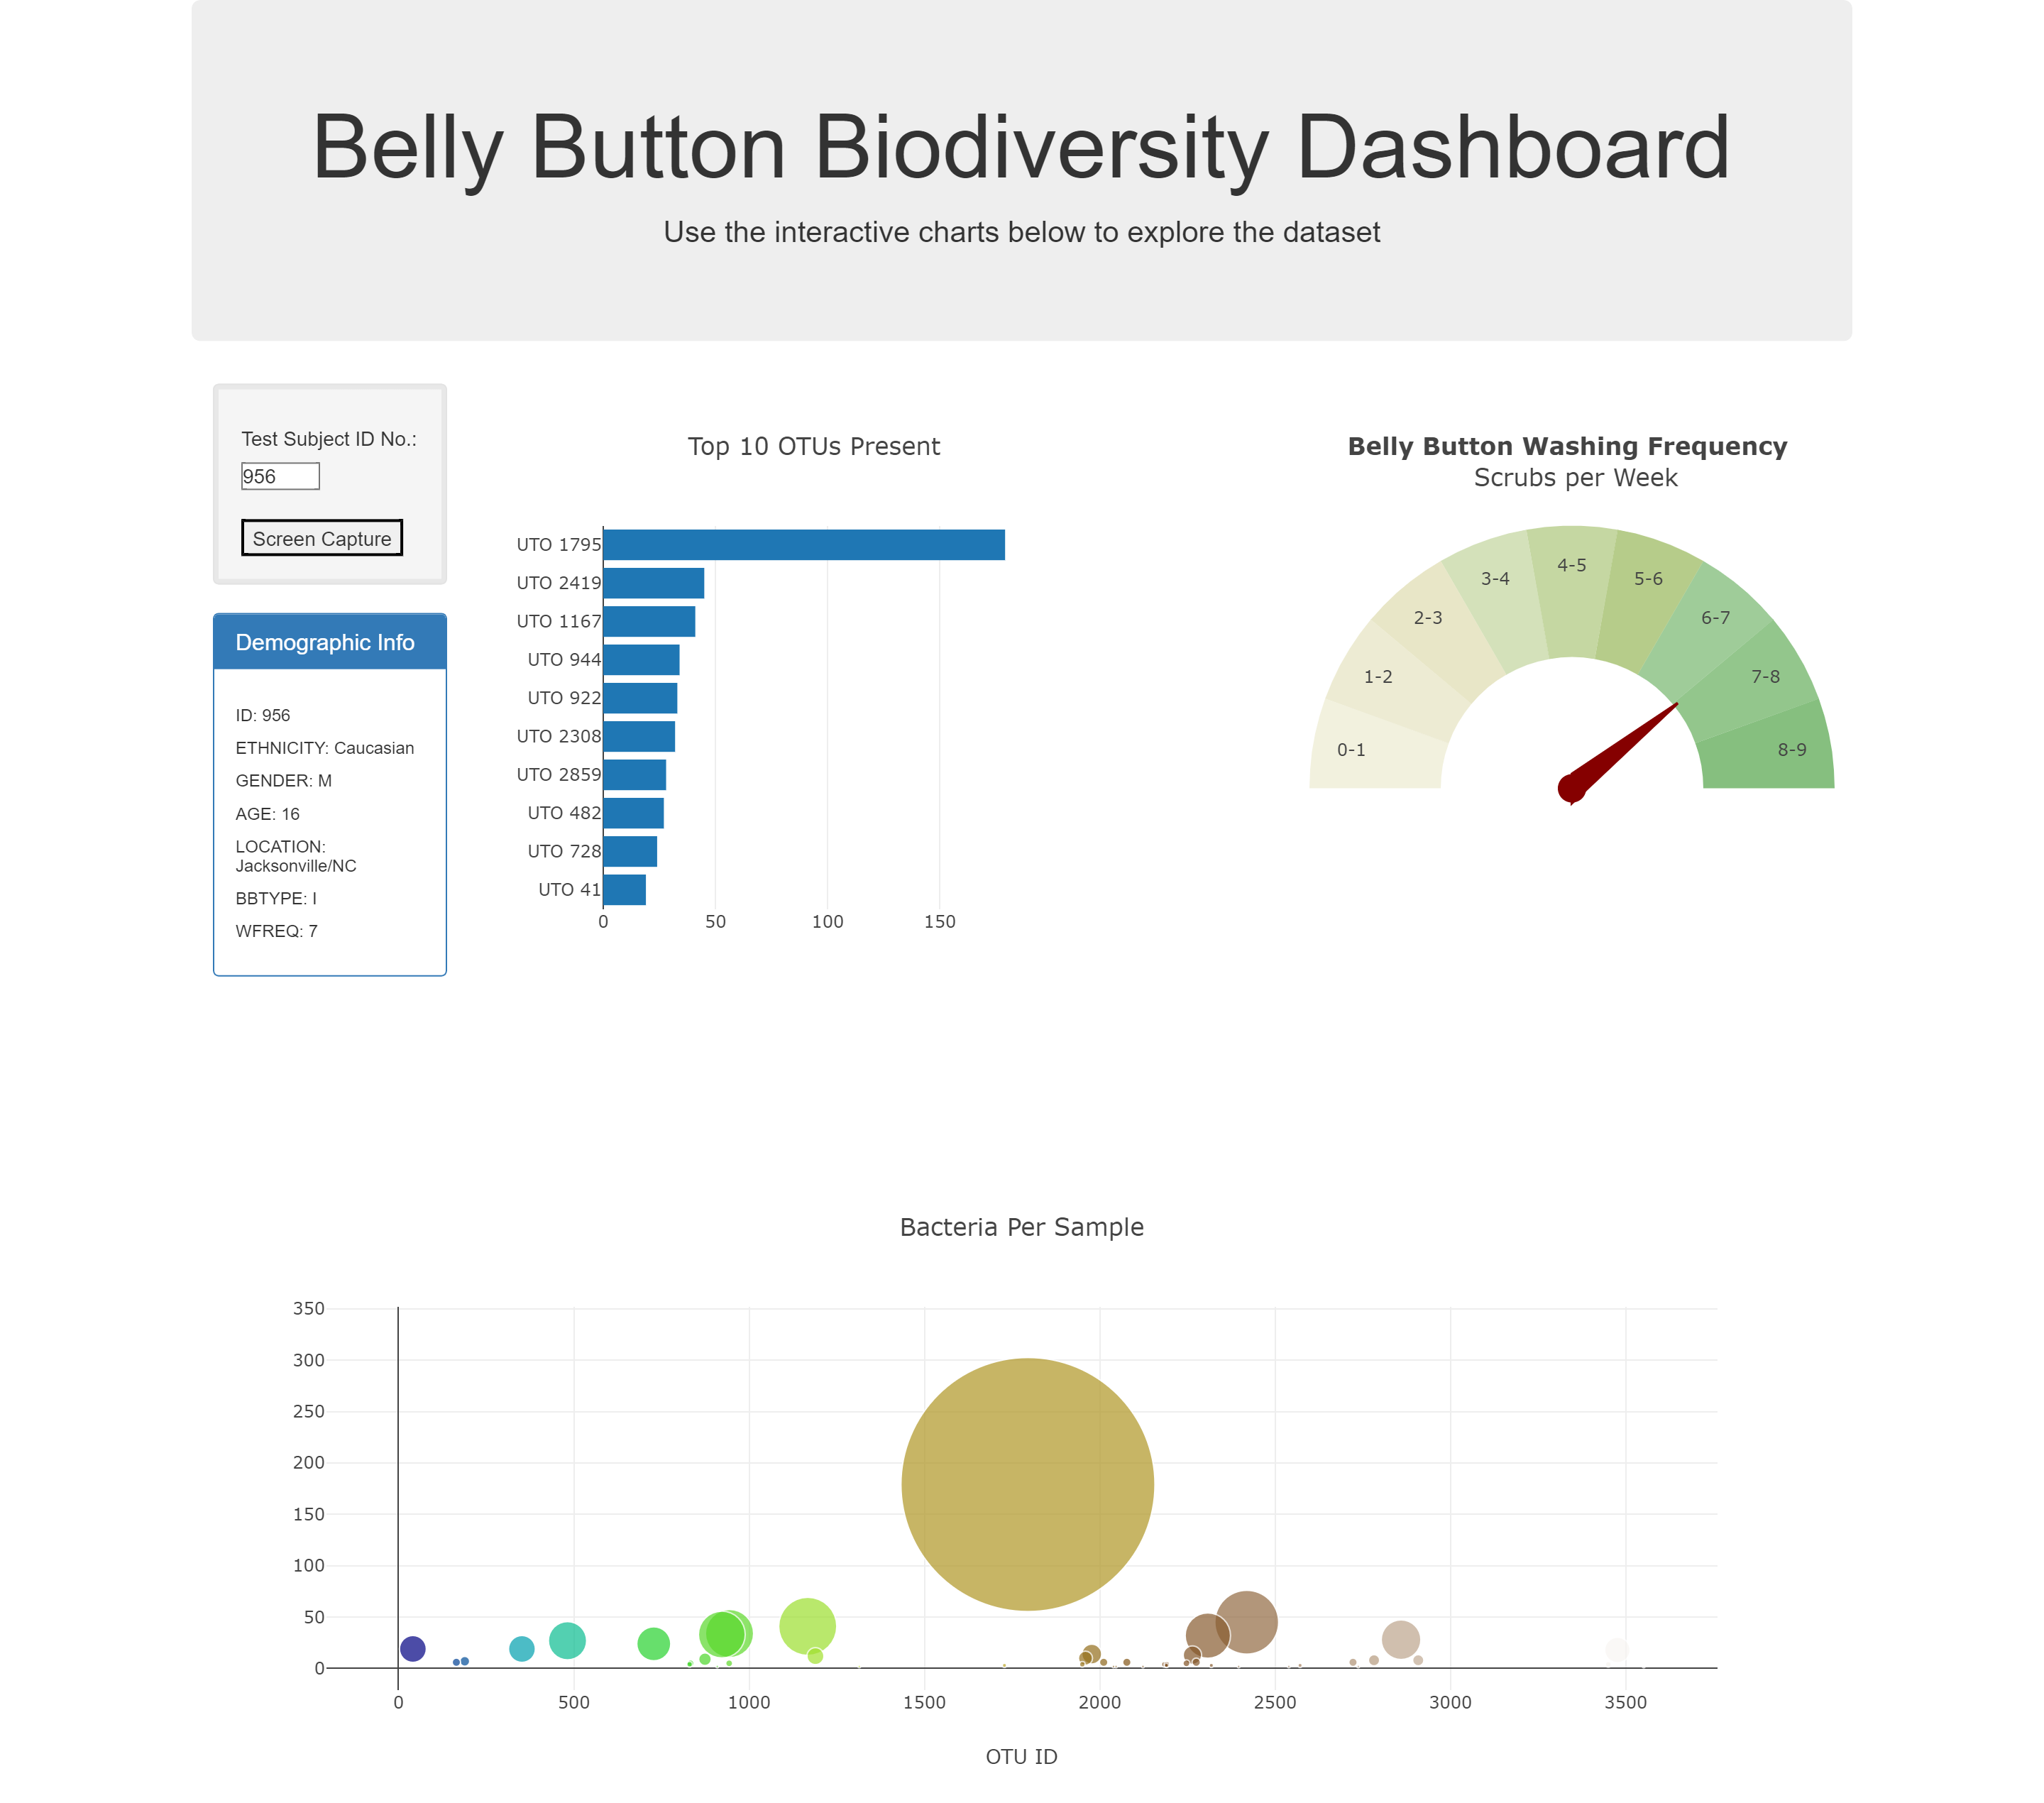 Belly Button Biodiversity Dashboard
Use the interactive charts below to explore the dataset
Test Subject ID No.:
956
Screen Capture
Demographic Info
ID: 956
ETHNICITY: Caucasian
GENDER: M
AGE: 16
LOCATION:
Jacksonville/NC
BBTYPE: I
WFREQ: 7
Top 10 OTUs Present
UTO 1795
UTO 2419
UTO 1167
UTO 944
UTO 922
UTO 2308
UTO 2859
UTO 482
UTO 728
UTO 41
0 50 100 150
Belly Button Washing Frequency
Scrubs per Week
0-1
1-2
2-3
3-4
4-5
5-6
6-7
7-8
8-9
Bacteria Per Sample
350
300
250
200
150
100
50
0
0 500 1000 1500 2000 2500 3000 3500
OTU ID